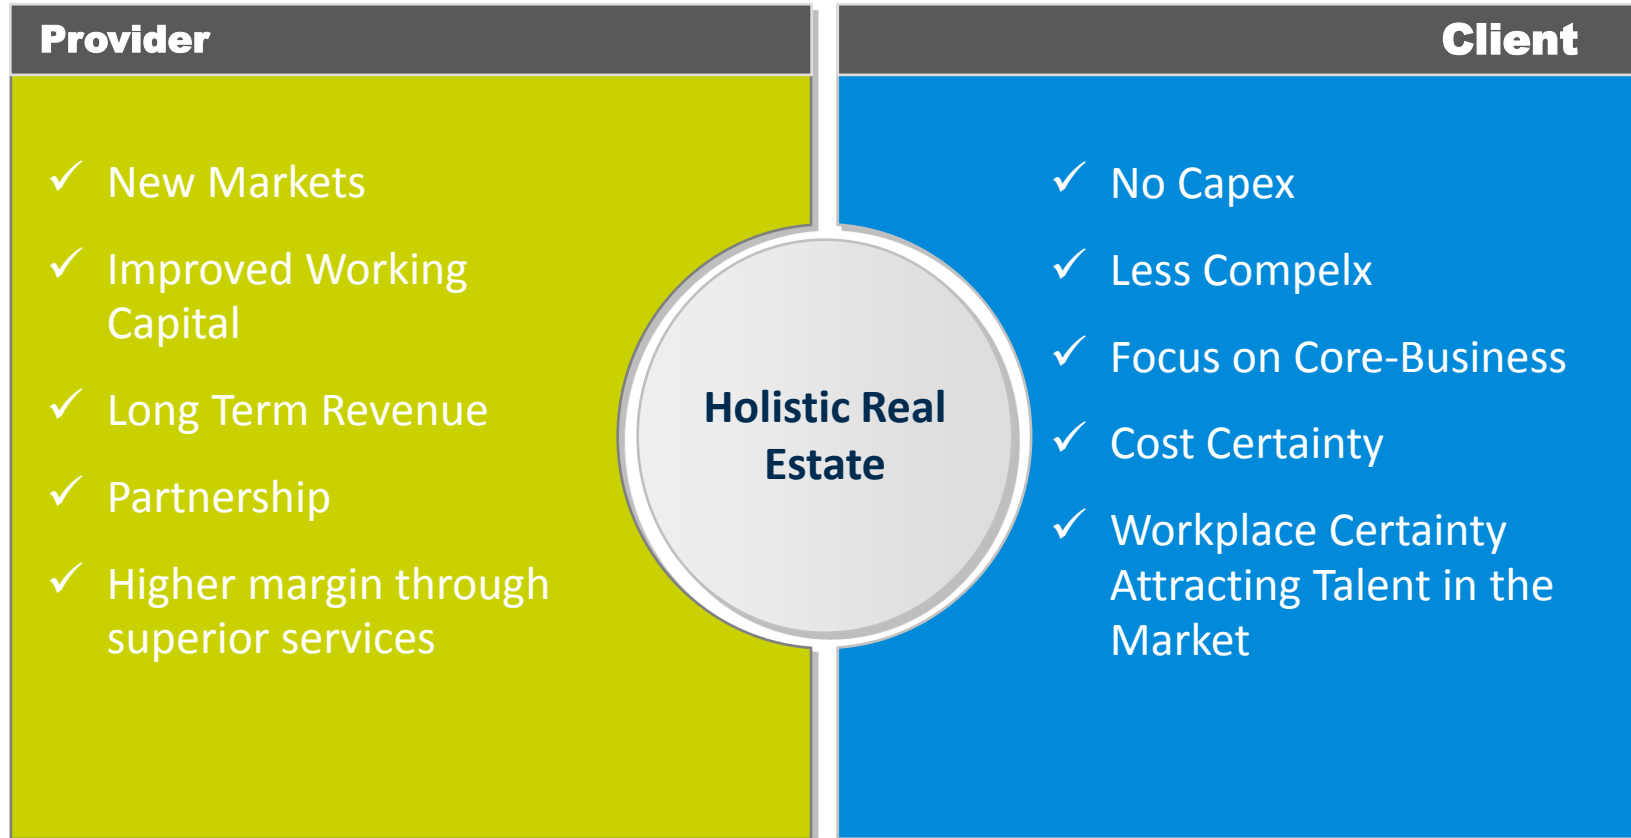 Provider
Client
✓ New Markets
✓ Improved Working
Capital
✓ Long Term Revenue
✓ Partnership
✓ Higher margin through
superior services
Holistic Real
Estate
✓ No Capex
✓ Less Compelx
✓ Focus on Core-Business
✓ Cost Certainty
✓ Workplace Certainty
Attracting Talent in the
Market